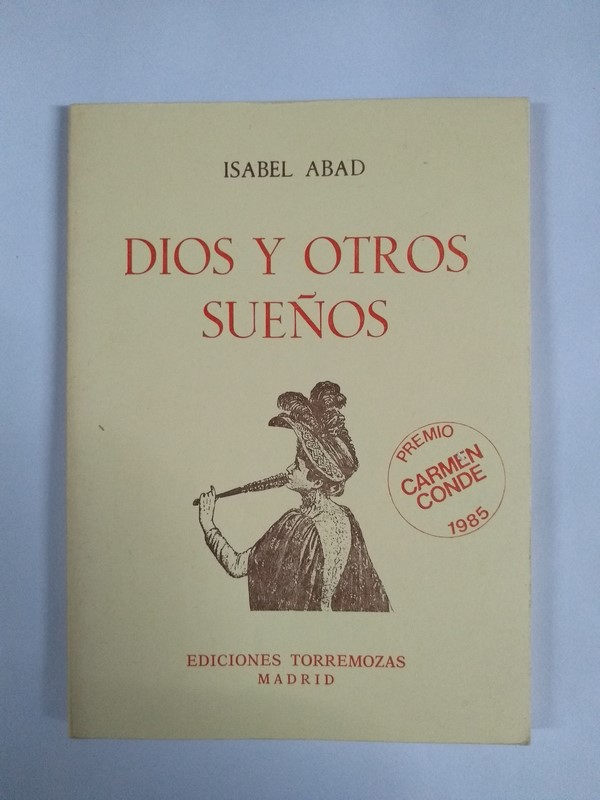 ISABEL ABAD
DIOS Y OTROS
SUEÑOS
PREMIO
CARMEN
CONDE
1985
EDICIONES TORREMOZAS
MADRID